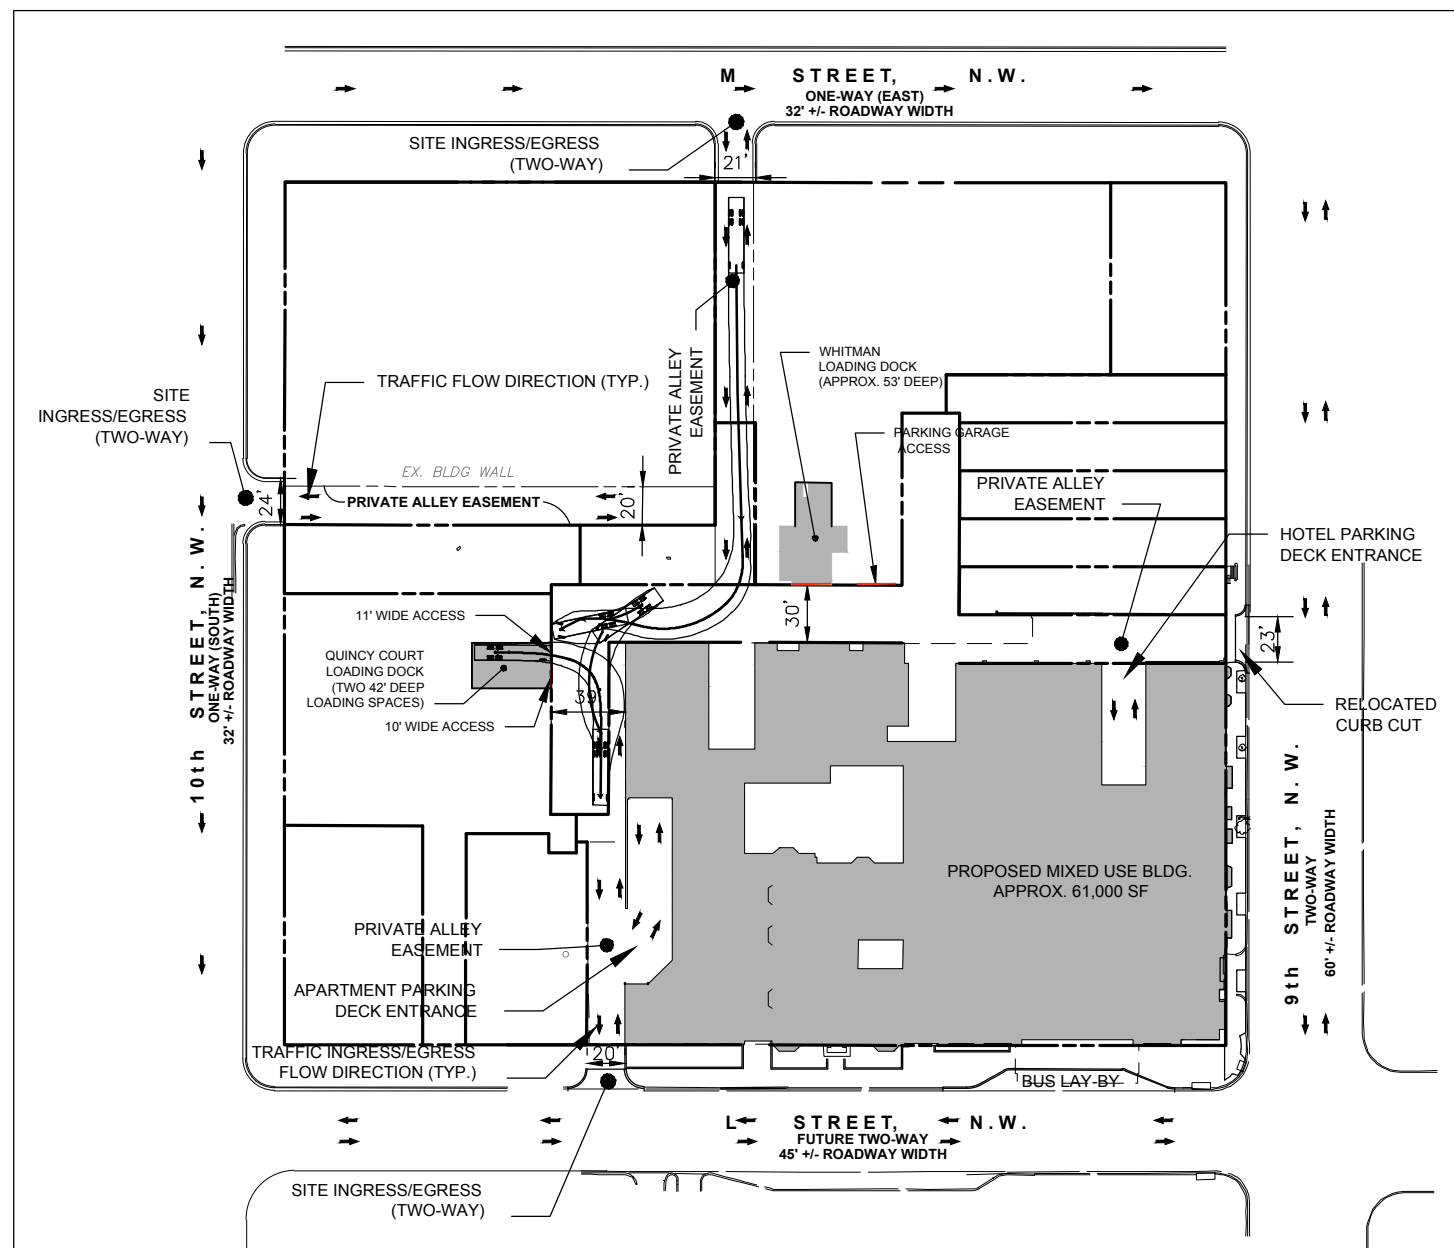 M STREET, N.W.
ONE-WAY (EAST)
32' +/- ROADWAY WIDTH
SITE INGRESS/EGRESS
(TWO-WAY)
21'
PRIVATE ALLEY
EASEMENT
WHITMAN
LOADING DOCK
(APPROX. 53' DEEP)
TRAFFIC FLOW DIRECTION (TYP.)
SITE
INGRESS/EGRESS
(TWO-WAY)
PARKING GARAGE
ACCESS
EX. BLDG WALL
PRIVATE ALLEY EASEMENT
24'
20'
PRIVATE ALLEY
EASEMENT
HOTEL PARKING
DECK ENTRANCE
10th STREET, N.W.
ONE-WAY (SOUTH)
32' +/- ROADWAY WIDTH
11' WIDE ACCESS
30'
23'
QUINCY COURT
LOADING DOCK
(TWO 42' DEEP
LOADING SPACES)
39'
10' WIDE ACCESS
RELOCATED
CURB CUT
9th STREET, N.W.
TWO-WAY
60' +/- ROADWAY WIDTH
PROPOSED MIXED USE BLDG.
APPROX. 61,000 SF
PRIVATE ALLEY
EASEMENT
APARTMENT PARKING
DECK ENTRANCE
TRAFFIC INGRESS/EGRESS
FLOW DIRECTION (TYP.)
20'
BUS LAY-BY
L STREET, N.W.
FUTURE TWO-WAY
45' +/- ROADWAY WIDTH
SITE INGRESS/EGRESS
(TWO-WAY)